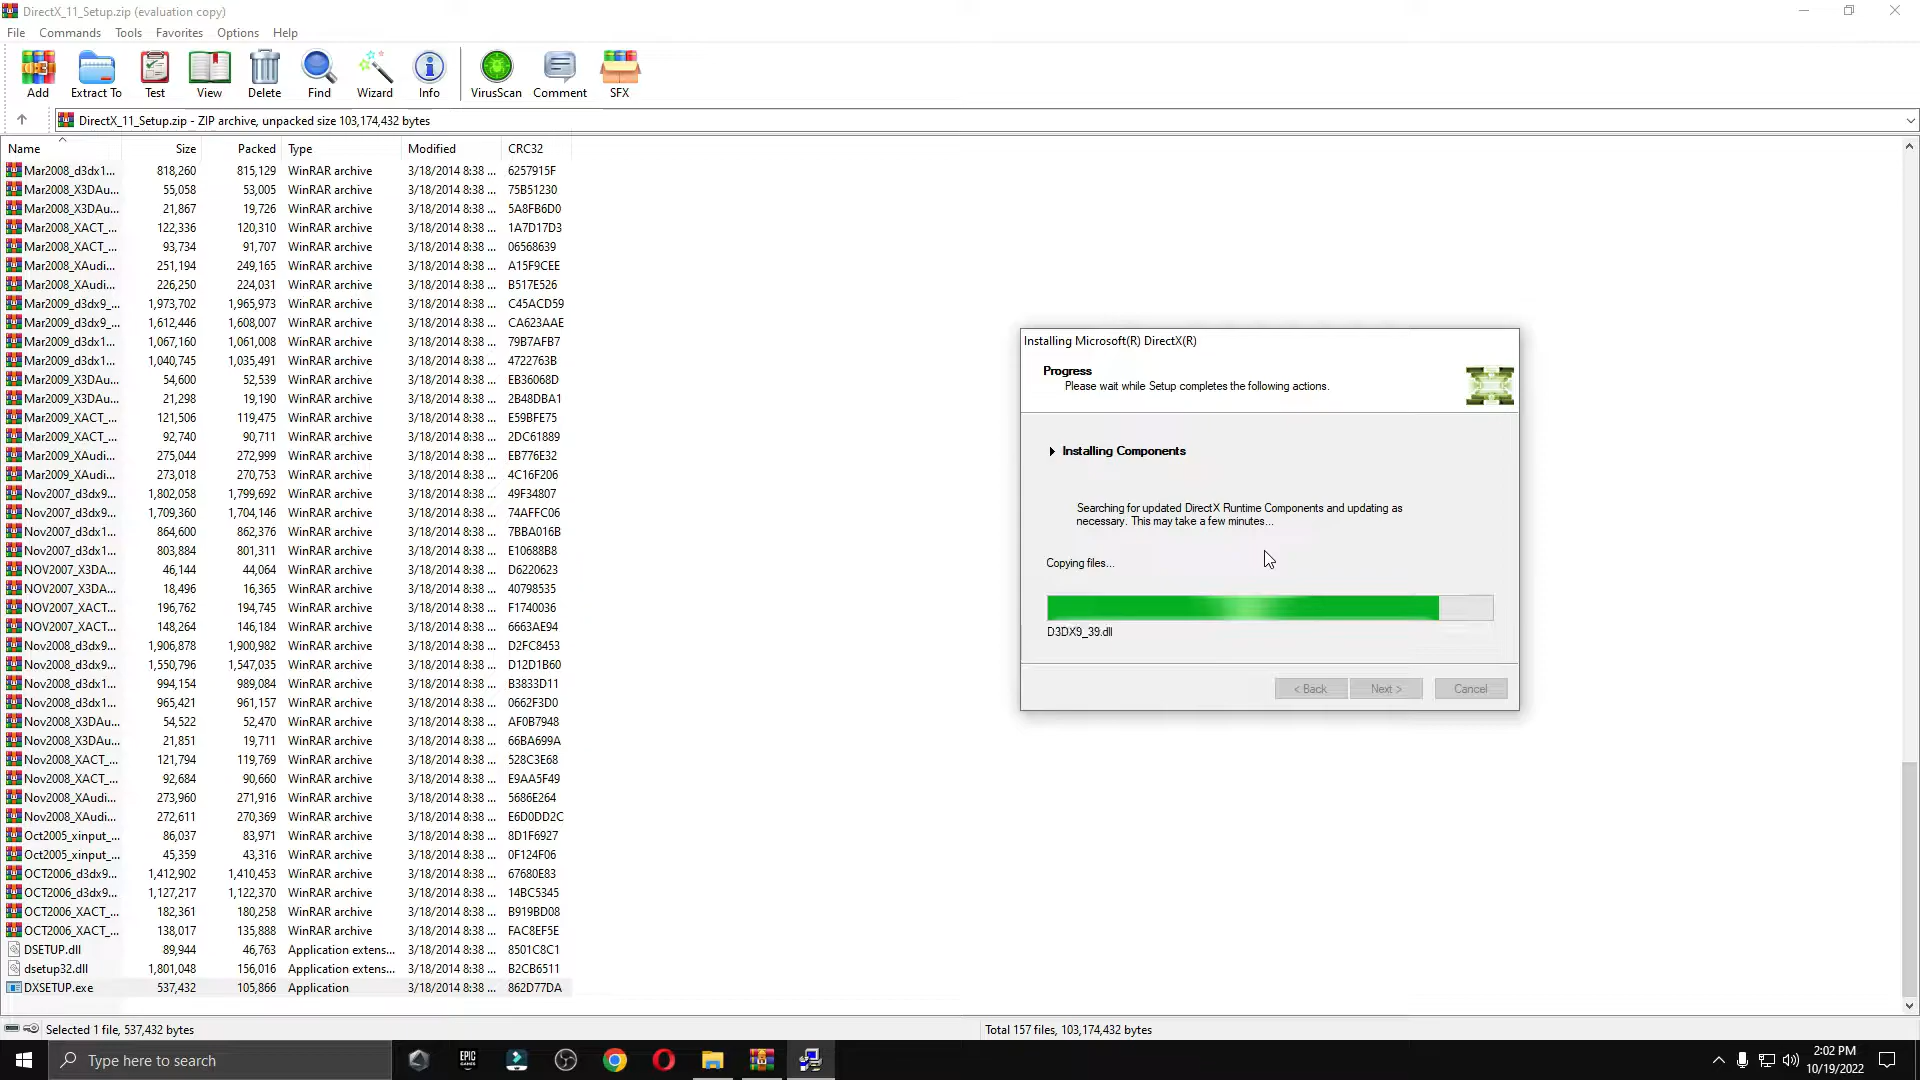 DirectX_11_Setup.zip (evaluation copy)
File Commands Tools Favorites Options Help
Add Extract To Test View Delete Find Wizard Info VirusScan Comment SFX
DirectX_11_Setup.zip - ZIP archive, unpacked size 103,174,432 bytes
Name Size Packed Type Modified CRC32
Mar2008_d3dx1... 818,260 815,129 WinRAR archive 3/18/2014 8:38 ... 6257915F
Mar2008_X3DAu... 55,058 53,005 WinRAR archive 3/18/2014 8:38 ... 75B51230
Mar2008_X3DAu... 21,867 19,726 WinRAR archive 3/18/2014 8:38 ... 5A8FB6D0
Mar2008_XACT_... 122,336 120,310 WinRAR archive 3/18/2014 8:38 ... 1A7D17D3
Mar2008_XACT_... 93,734 91,707 WinRAR archive 3/18/2014 8:38 ... 06568639
Mar2008_XAudi... 251,194 249,165 WinRAR archive 3/18/2014 8:38 ... A15F9CEE
Mar2008_XAudi... 226,250 224,031 WinRAR archive 3/18/2014 8:38 ... B517E526
Mar2009_d3dx9_... 1,973,702 1,965,973 WinRAR archive 3/18/2014 8:38 ... C45ACD59
Mar2009_d3dx9_... 1,612,446 1,608,007 WinRAR archive 3/18/2014 8:38 ... CA623AAE
Mar2009_d3dx1... 1,067,160 1,061,008 WinRAR archive 3/18/2014 8:38 ... 79B7AFB7
Mar2009_d3dx1... 1,040,745 1,035,491 WinRAR archive 3/18/2014 8:38 ... 4722763B
Mar2009_X3DAu... 54,600 52,539 WinRAR archive 3/18/2014 8:38 ... EB36068D
Mar2009_X3DAu... 21,298 19,190 WinRAR archive 3/18/2014 8:38 ... 2B48DBA1
Mar2009_XACT_... 121,506 119,475 WinRAR archive 3/18/2014 8:38 ... E59BFE75
Mar2009_XACT_... 92,740 90,711 WinRAR archive 3/18/2014 8:38 ... 2DC61889
Mar2009_XAudi... 275,044 272,999 WinRAR archive 3/18/2014 8:38 ... EB776E32
Mar2009_XAudi... 273,018 270,753 WinRAR archive 3/18/2014 8:38 ... 4C16F206
Nov2007_d3dx9... 1,802,058 1,799,692 WinRAR archive 3/18/2014 8:38 ... 49F34807
Nov2007_d3dx9... 1,709,360 1,704,146 WinRAR archive 3/18/2014 8:38 ... 74AFFC06
Nov2007_d3dx1... 864,600 862,376 WinRAR archive 3/18/2014 8:38 ... 7BBA016B
Nov2007_d3dx1... 803,884 801,311 WinRAR archive 3/18/2014 8:38 ... E10688B8
NOV2007_X3DA... 46,144 44,064 WinRAR archive 3/18/2014 8:38 ... D6220623
NOV2007_X3DA... 18,496 16,365 WinRAR archive 3/18/2014 8:38 ... 40798535
NOV2007_XACT... 196,762 194,745 WinRAR archive 3/18/2014 8:38 ... F1740036
NOV2007_XACT... 148,264 146,184 WinRAR archive 3/18/2014 8:38 ... 6663AE94
Nov2008_d3dx9... 1,906,878 1,900,982 WinRAR archive 3/18/2014 8:38 ... D2FC8453
Nov2008_d3dx9... 1,550,796 1,547,035 WinRAR archive 3/18/2014 8:38 ... D12D1B60
Nov2008_d3dx1... 994,154 989,084 WinRAR archive 3/18/2014 8:38 ... B3833D11
Nov2008_d3dx1... 965,421 961,157 WinRAR archive 3/18/2014 8:38 ... 0662F3D0
Nov2008_X3DAu... 54,522 52,470 WinRAR archive 3/18/2014 8:38 ... AF0B7948
Nov2008_X3DAu... 21,851 19,711 WinRAR archive 3/18/2014 8:38 ... 66BA699A
Nov2008_XACT_... 121,794 119,769 WinRAR archive 3/18/2014 8:38 ... 528C3E68
Nov2008_XACT_... 92,684 90,660 WinRAR archive 3/18/2014 8:38 ... E9AA5F49
Nov2008_XAudi... 273,960 271,916 WinRAR archive 3/18/2014 8:38 ... 5686E264
Nov2008_XAudi... 272,611 270,369 WinRAR archive 3/18/2014 8:38 ... E6D0DD2C
Oct2005_xinput_... 86,037 83,971 WinRAR archive 3/18/2014 8:38 ... 8D1F6927
Oct2005_xinput_... 45,359 43,316 WinRAR archive 3/18/2014 8:38 ... 0F124F06
OCT2006_d3dx9... 1,412,902 1,410,453 WinRAR archive 3/18/2014 8:38 ... 67680E83
OCT2006_d3dx9... 1,127,217 1,122,370 WinRAR archive 3/18/2014 8:38 ... 14BC5345
OCT2006_XACT_... 182,361 180,258 WinRAR archive 3/18/2014 8:38 ... B919BD08
OCT2006_XACT_... 138,017 135,888 WinRAR archive 3/18/2014 8:38 ... FAC8EF5E
DSETUP.dll 89,944 46,763 Application extens... 3/18/2014 8:38 ... 8501C8C1
dsetup32.dll 1,801,048 156,016 Application extens... 3/18/2014 8:38 ... B2CB6511
DXSETUP.exe 537,432 105,866 Application 3/18/2014 8:38 ... 862D77DA
Installing Microsoft(R) DirectX(R)
Progress
Please wait while Setup completes the following actions.
Installing Components
Searching for updated DirectX Runtime Components and updating as
necessary. This may take a few minutes...
Copying files...
D3DX9_39.dll
< Back Next > Cancel
Selected 1 file, 537,432 bytes
Total 157 files, 103,174,432 bytes
Type here to search
EPIC GAMES
2:02 PM
10/19/2022